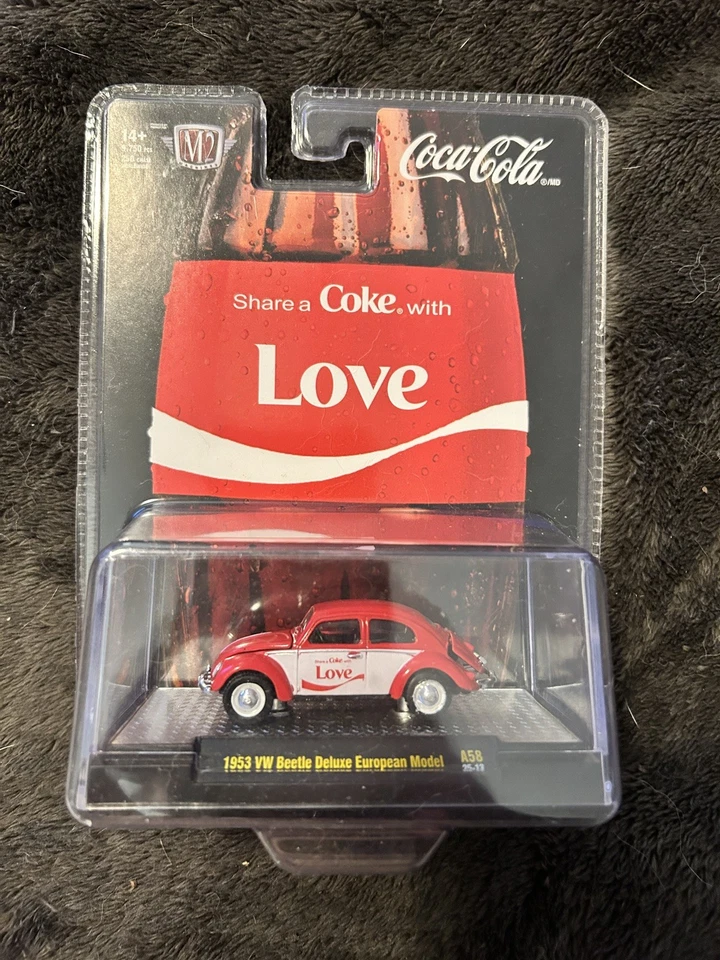 14+
M2
Coca-Cola
®/MD
Share a Coke® with
Love
Share a Coke with
Love
1953 VW Beetle Deluxe European Model A58